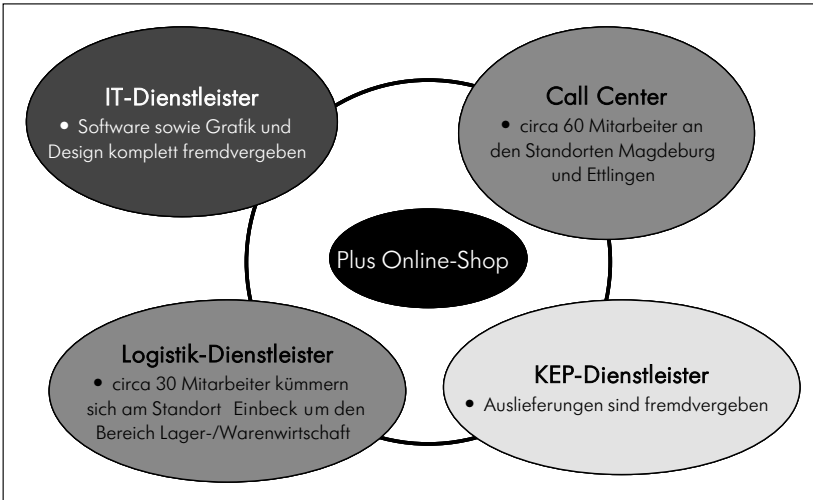 IT-Dienstleister
• Software sowie Grafik und
Design komplett fremdvergeben
Call Center
• circa 60 Mitarbeiter an
den Standorten Magdeburg
und Ettlingen
Plus Online-Shop
Logistik-Dienstleister
• circa 30 Mitarbeiter kümmern
sich am Standort Einbeck um den
Bereich Lager-/Warenwirtschaft
KEP-Dienstleister
• Auslieferungen sind fremdvergeben